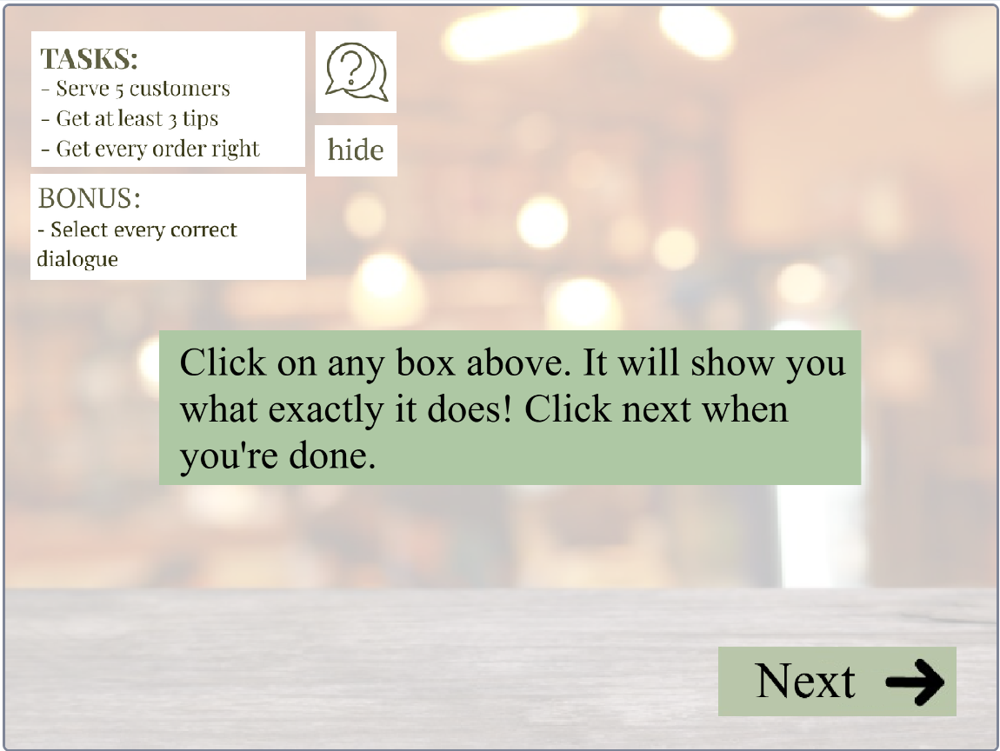 TASKS:
- Serve 5 customers
- Get at least 3 tips
- Get every order right
?
hide
BONUS:
- Select every correct
dialogue
Click on any box above. It will show you
what exactly it does! Click next when
you're done.
Next